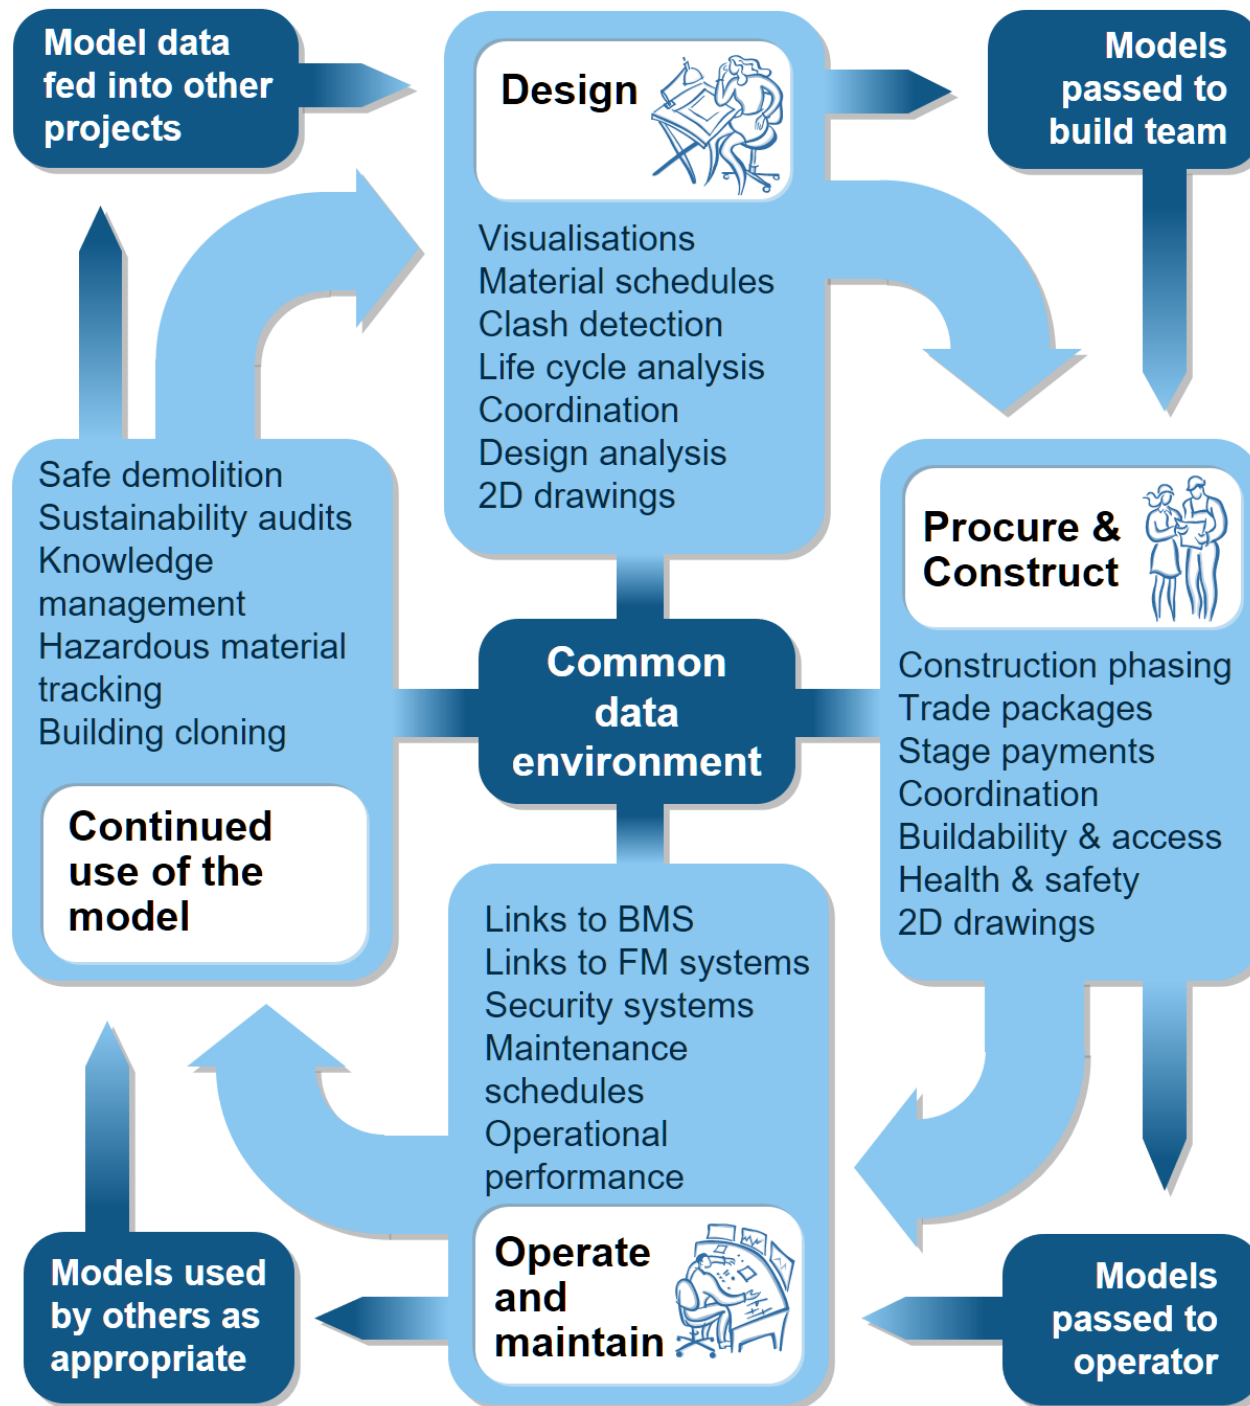 Model data
fed into other
projects
Design
Models
passed to
build team
Visualisations
Material schedules
Clash detection
Life cycle analysis
Coordination
Design analysis
2D drawings
Safe demolition
Sustainability audits
Knowledge
management
Hazardous material
tracking
Building cloning
Continued
use of the
model
Common
data
environment
Procure &
Construct
Construction phasing
Trade packages
Stage payments
Coordination
Buildability & access
Health & safety
2D drawings
Links to BMS
Links to FM systems
Security systems
Maintenance
schedules
Operational
performance
Operate
and
maintain
Models used
by others as
appropriate
Models
passed to
operator